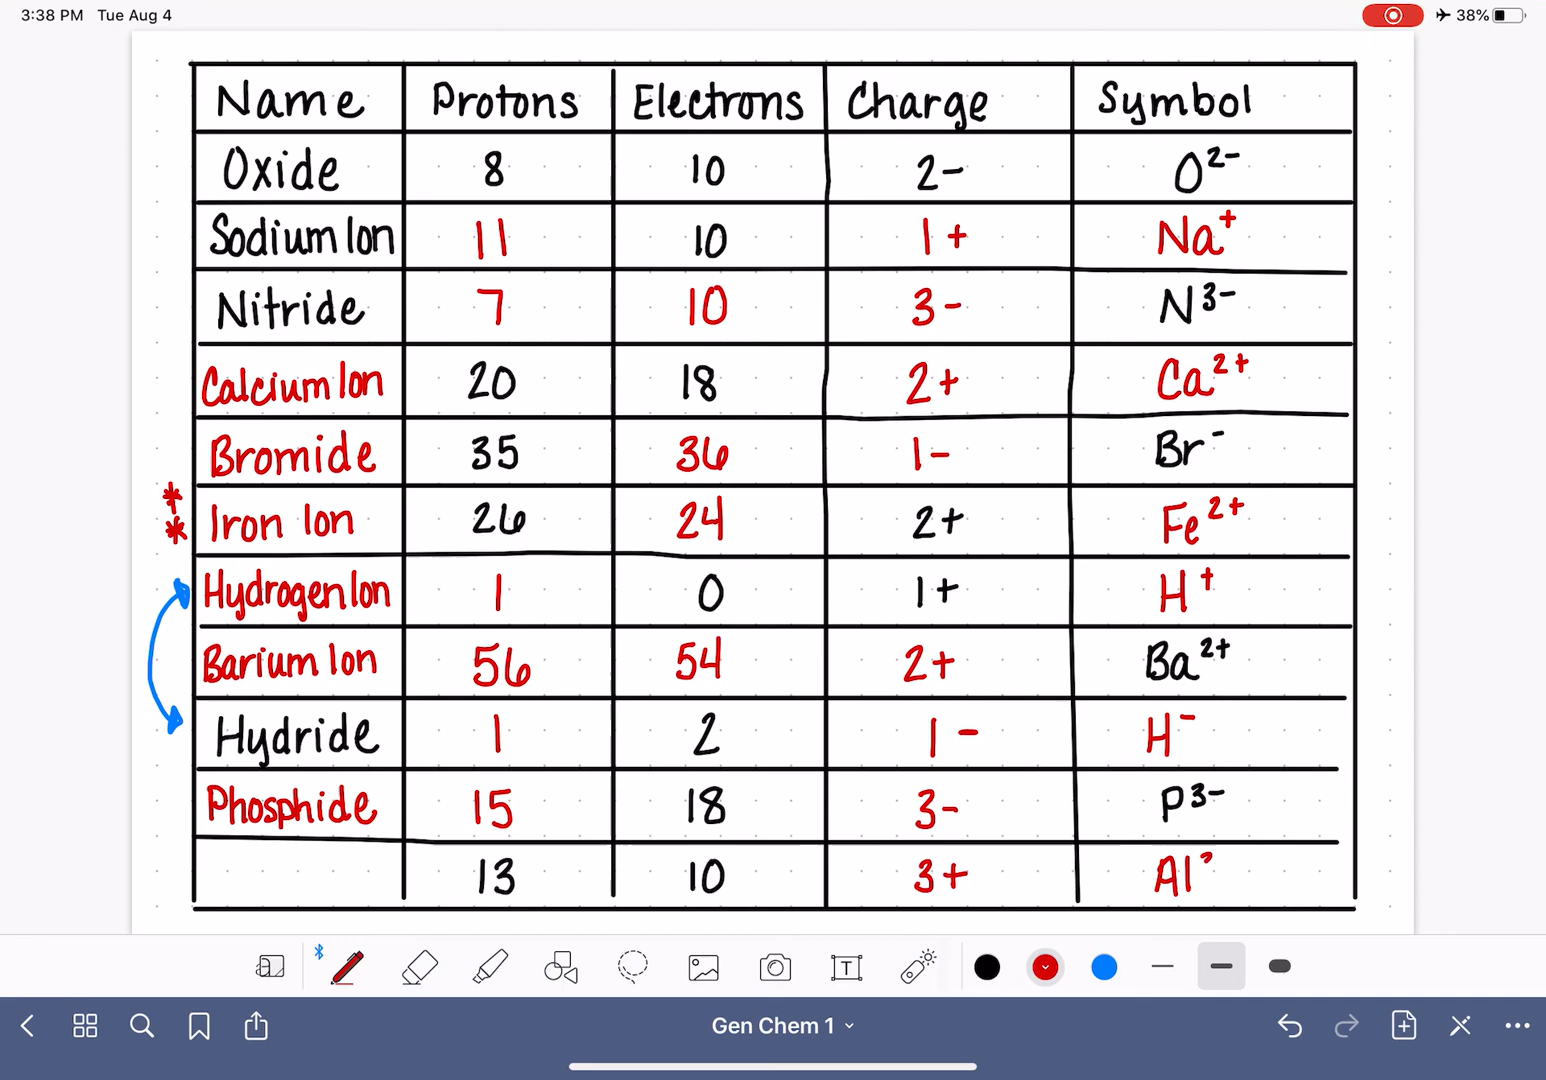 3:38 PM Tue Aug 4 38%
Name Protons Electrons Charge Symbol
Oxide 8 10 2- O²⁻
Sodium Ion 11 10 1+ Na⁺
Nitride 7 10 3- N³⁻
Calcium Ion 20 18 2+ Ca²⁺
Bromide 35 36 1- Br⁻
** Iron Ion 26 24 2+ Fe²⁺
Hydrogen Ion 1 0 1+ H⁺
Barium Ion 56 54 2+ Ba²⁺
Hydride 1 2 1- H⁻
Phosphide 15 18 3- P³⁻
13 10 3+ Al
T
Gen Chem 1